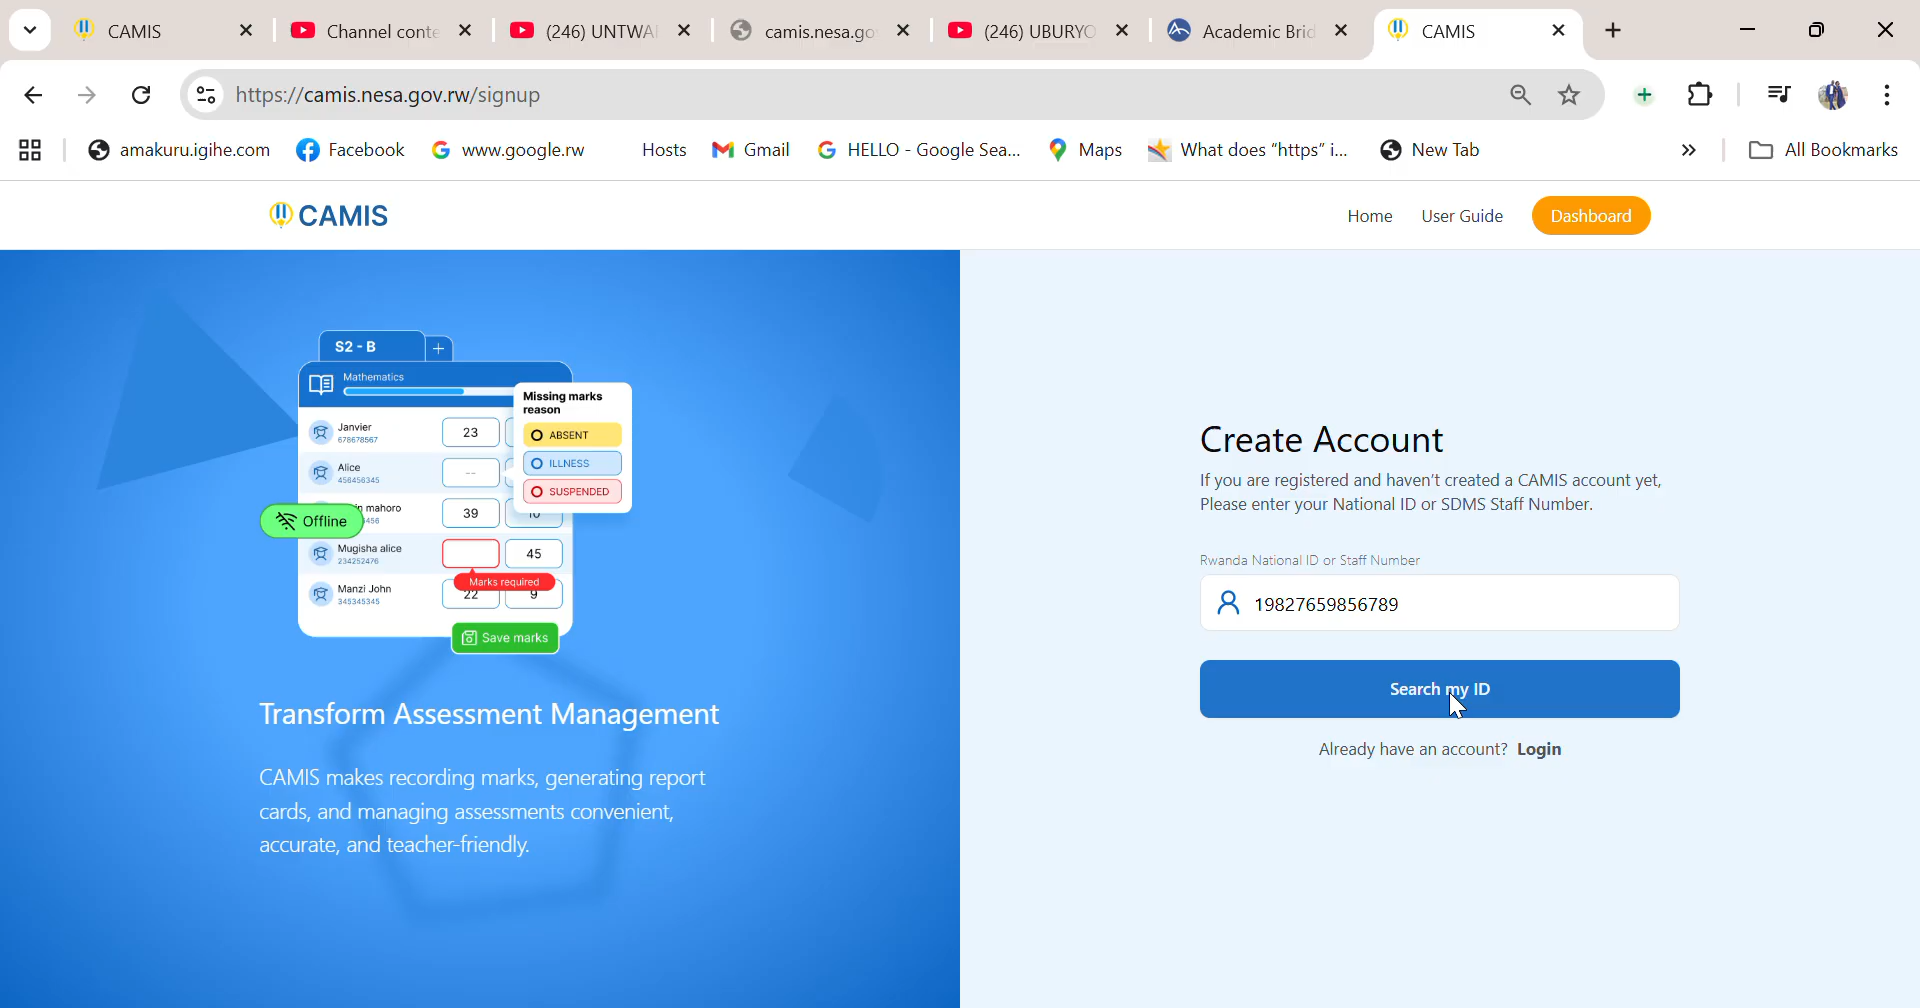 CAMIS
Channel conte
(246) UNTWA
camis.nesa.go
(246) UBURYO
Academic Brid
CAMIS
https://camis.nesa.gov.rw/signup
amakuru.igihe.com
Facebook
www.google.rw
Hosts
Gmail
HELLO - Google Sea...
Maps
What does "https" i...
New Tab
All Bookmarks
CAMIS
Home
User Guide
Dashboard
S2 - B
Mathematics
Missing marks
reason
ABSENT
ILLNESS
SUSPENDED
Janvier
678678567
23
Alice
456456345
--
in mahoro
456
39
10
Offline
Mugisha alice
234252476
45
Marks required
Manzi John
345345345
22
9
Save marks
Transform Assessment Management
CAMIS makes recording marks, generating report
cards, and managing assessments convenient,
accurate, and teacher-friendly.
Create Account
If you are registered and haven't created a CAMIS account yet,
Please enter your National ID or SDMS Staff Number.
Rwanda National ID or Staff Number
19827659856789
Search my ID
Already have an account? Login